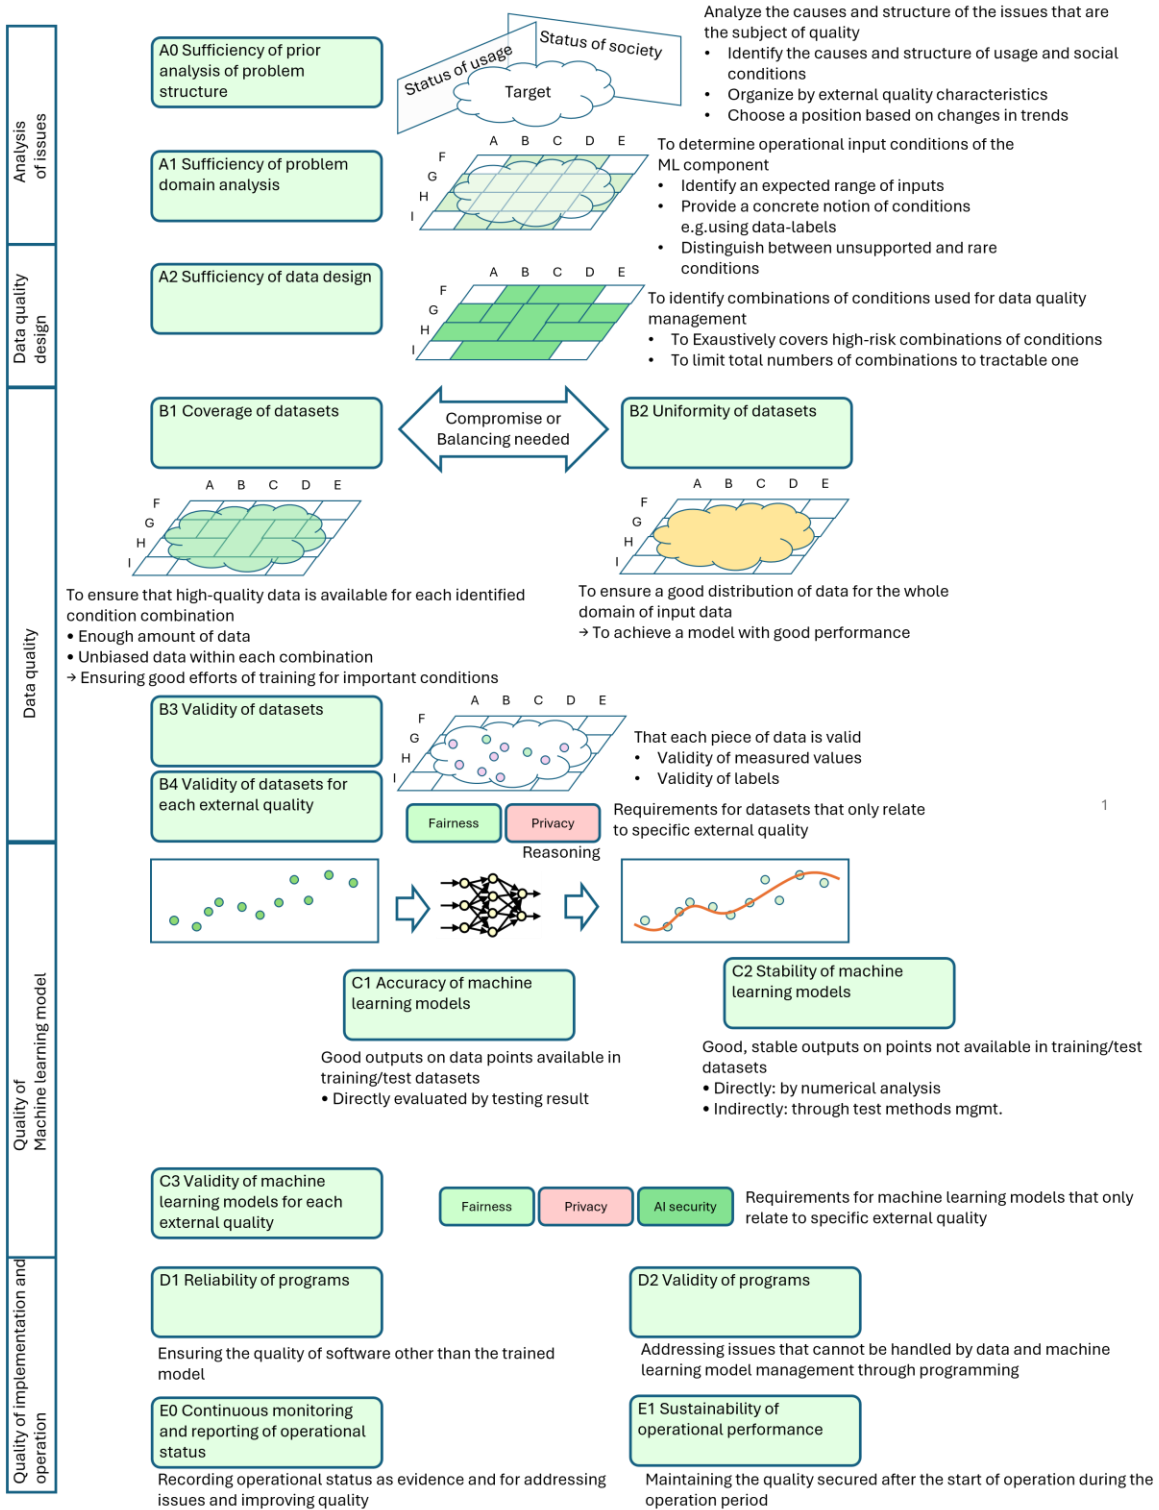 Analysis
of issues
A0 Sufficiency of prior
analysis of problem
structure
Status of usage
Status of society
Target
Analyze the causes and structure of the issues that are
the subject of quality
• Identify the causes and structure of usage and social
conditions
• Organize by external quality characteristics
• Choose a position based on changes in trends
A1 Sufficiency of problem
domain analysis
A B C D E
F
G
H
I
To determine operational input conditions of the
ML component
• Identify an expected range of inputs
• Provide a concrete notion of conditions
e.g.using data-labels
• Distinguish between unsupported and rare
conditions
Data quality
design
A2 Sufficiency of data design
A B C D E
F
G
H
I
To identify combinations of conditions used for data quality
management
• To Exaustively covers high-risk combinations of conditions
• To limit total numbers of combinations to tractable one
Data quality
B1 Coverage of datasets
Compromise or
Balancing needed
B2 Uniformity of datasets
A B C D E
F
G
H
I
A B C D E
F
G
H
I
To ensure that high-quality data is available for each identified
condition combination
• Enough amount of data
• Unbiased data within each combination
→ Ensuring good efforts of training for important conditions
To ensure a good distribution of data for the whole
domain of input data
→ To achieve a model with good performance
B3 Validity of datasets
A B C D E
F
G
H
I
That each piece of data is valid
• Validity of measured values
• Validity of labels
B4 Validity of datasets for
each external quality
Fairness
Privacy
Requirements for datasets that only relate
to specific external quality
1
Quality of
Machine learning model
Reasoning
C1 Accuracy of machine
learning models
Good outputs on data points available in
training/test datasets
• Directly evaluated by testing result
C2 Stability of machine
learning models
Good, stable outputs on points not available in training/test
datasets
• Directly: by numerical analysis
• Indirectly: through test methods mgmt.
C3 Validity of machine
learning models for each
external quality
Fairness
Privacy
AI security
Requirements for machine learning models that only
relate to specific external quality
Quality of implementation and
operation
D1 Reliability of programs
Ensuring the quality of software other than the trained
model
D2 Validity of programs
Addressing issues that cannot be handled by data and machine
learning model management through programming
E0 Continuous monitoring
and reporting of operational
status
Recording operational status as evidence and for addressing
issues and improving quality
E1 Sustainability of
operational performance
Maintaining the quality secured after the start of operation during the
operation period